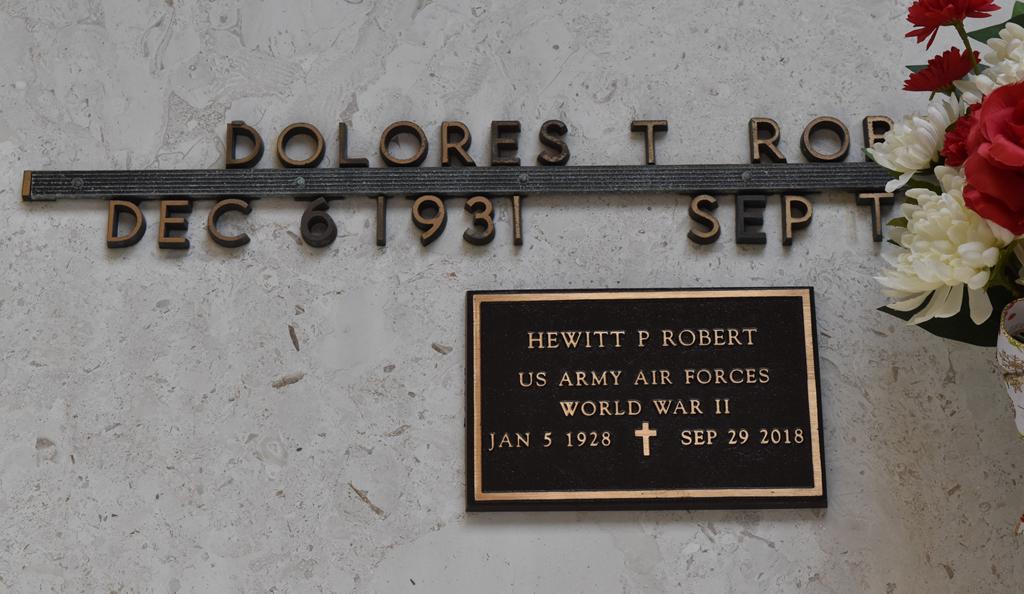 DOLORES T ROB
DEC 6 1931 SEPT
HEWITT P ROBERT
US ARMY AIR FORCES
WORLD WAR II
JAN 5 1928 SEP 29 2018